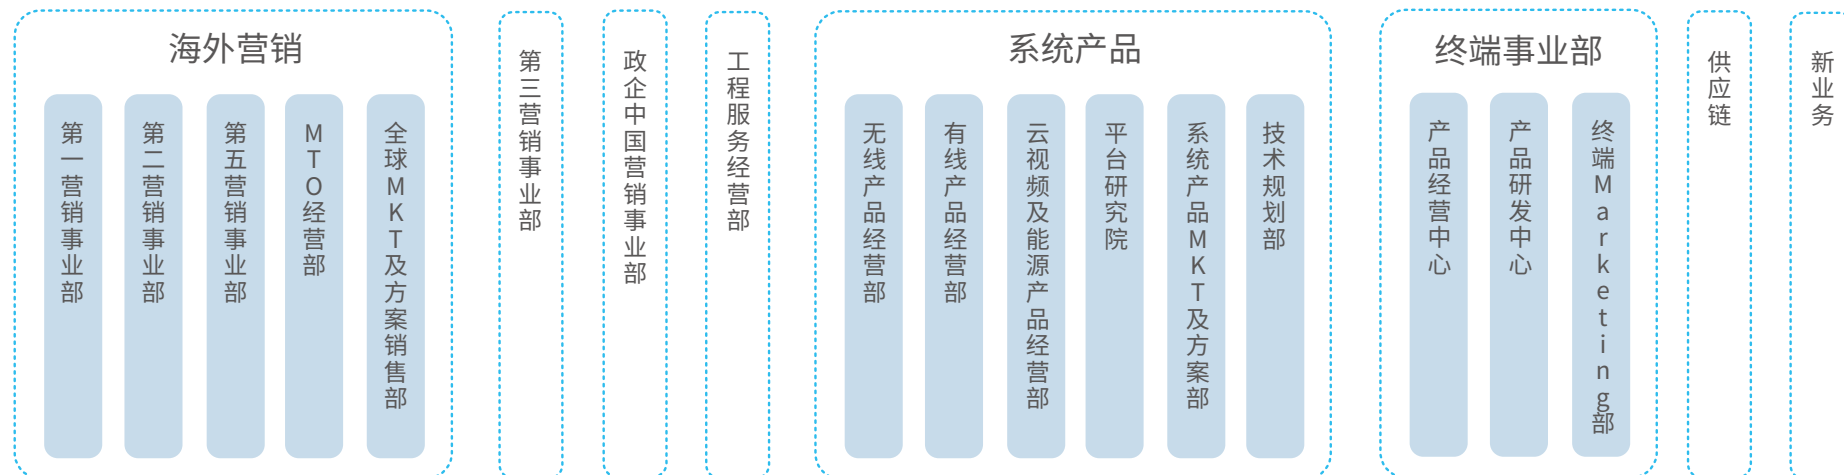 海外营销
第一营销事业部
第二营销事业部
第五营销事业部
MTO经营部
全球MKT及方案销售部
第三营销事业部
政企中国营销事业部
工程服务经营部
系统产品
无线产品经营部
有线产品经营部
云视频及能源产品经营部
平台研究院
系统产品MKT及方案部
技术规划部
终端事业部
产品经营中心
产品研发中心
终端Marketing部
供应链
新业务